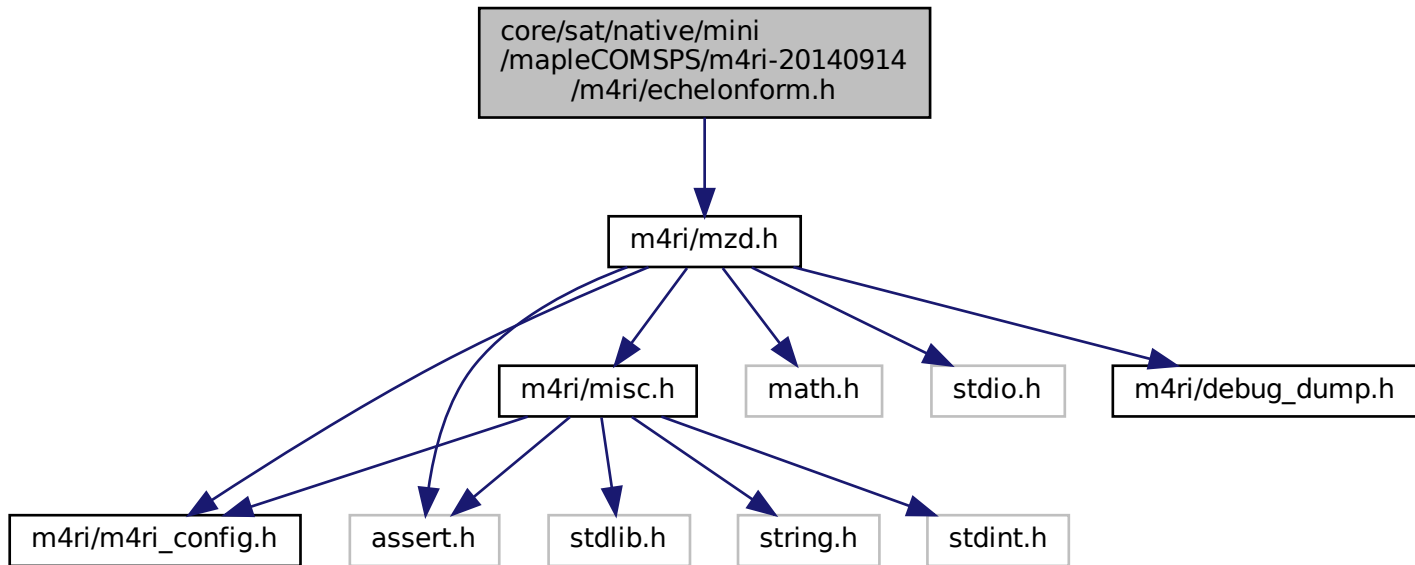 core/sat/native/mini
/mapleCOMSPS/m4ri-20140914
/m4ri/echelonform.h
m4ri/mzd.h
m4ri/misc.h
math.h
stdio.h
m4ri/debug_dump.h
m4ri/m4ri_config.h
assert.h
stdlib.h
string.h
stdint.h